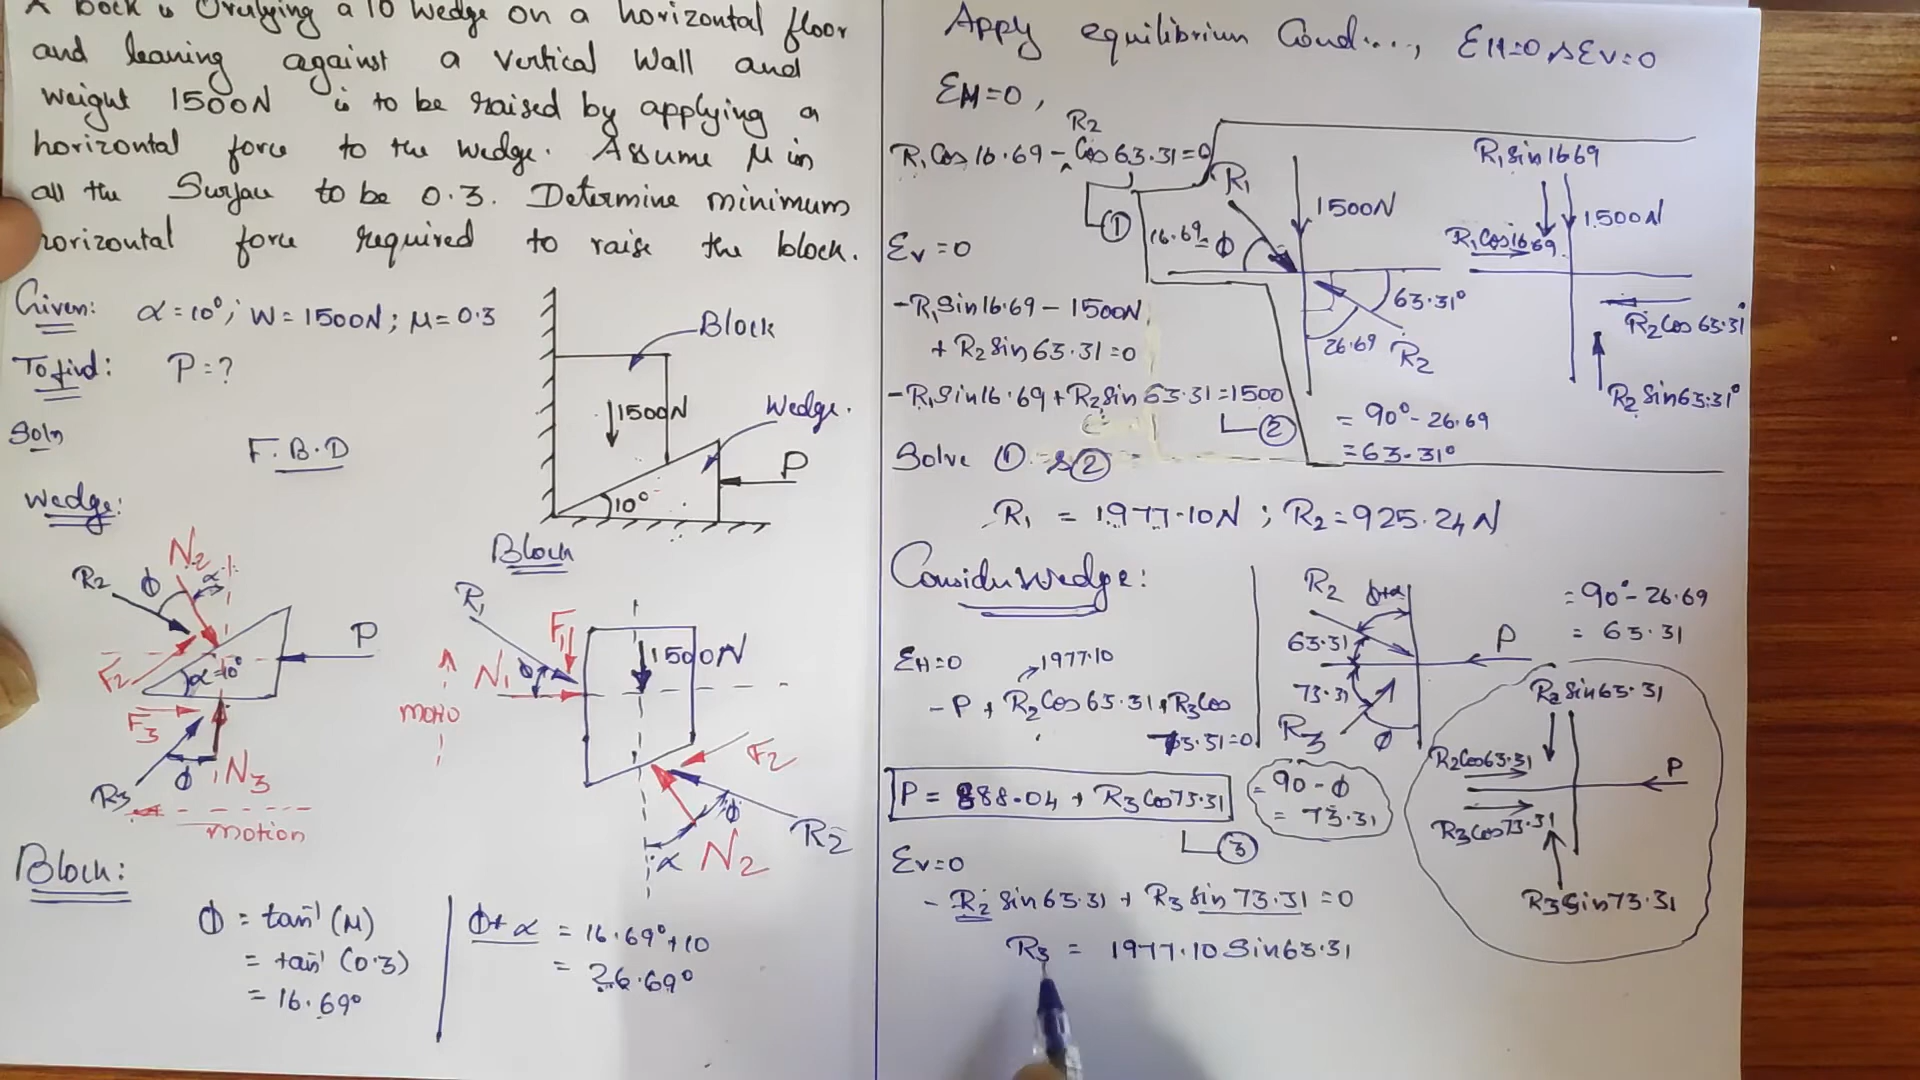 A Bock is Overlying a 10 Wedge on a horizontal floor
and leaning against a vertical Wall and
weight 1500N is to be raised by applying a
horizontal force to the wedge. Assume μ in
all the Surface to be 0.3. Determine minimum
horizontal force required to raise the block.
Given: α = 10°; W = 1500N; μ = 0.3
To find: P = ?
Soln
F.B.D
Block
1500N
Wedge.
P
10°
Wedge:
N2
R2
ϕ
α
P
F2
α=10°
F3
R3
ϕ
N3
motion
Block
R1
F1
1500N
N1
ϕ
F2
ϕ
R2
α
N2
Block:
ϕ = tan⁻¹(μ)
= tan⁻¹(0.3)
= 16.69°
ϕ+α = 16.69°+10
= 26.69°
Apply equilibrium Cond...., ΣH=0 & ΣV=0
ΣH=0,
R1 Cos 16.69 - R2 Cos 63.31=0
1
R1
1500N
16.69 = ϕ
63.31°
26.69
R2
= 90° - 26.69
= 63.31°
R1 sin 16.69
1500N
R1 Cos 16.69
R2 Cos 63.31
R2 Sin 63.31°
Σv=0
-R1 Sin 16.69 - 1500N
+ R2 Sin 63.31=0
-R1 Sin 16.69 + R2 Sin 63.31=1500
2
Solve ① & ②
R1 = 1977.10N ; R2=925.24N
Consider Wedge:
ΣH=0
1977.10
- P + R2 Cos 63.31 + R3 Cos
73.31=0
P = 888.04 + R3 Cos 73.31
3
R2
ϕ+α
63.31
P
73.31
R3
ϕ
= 90 - ϕ
= 73.31
= 90° - 26.69
= 63.31
R2 Sin 63.31
R2 Cos 63.31
P
R3 Cos 73.31
R3 Sin 73.31
Σv=0
- R2 Sin 63.31 + R3 Sin 73.31=0
R3 = 1977.10 Sin 63.31